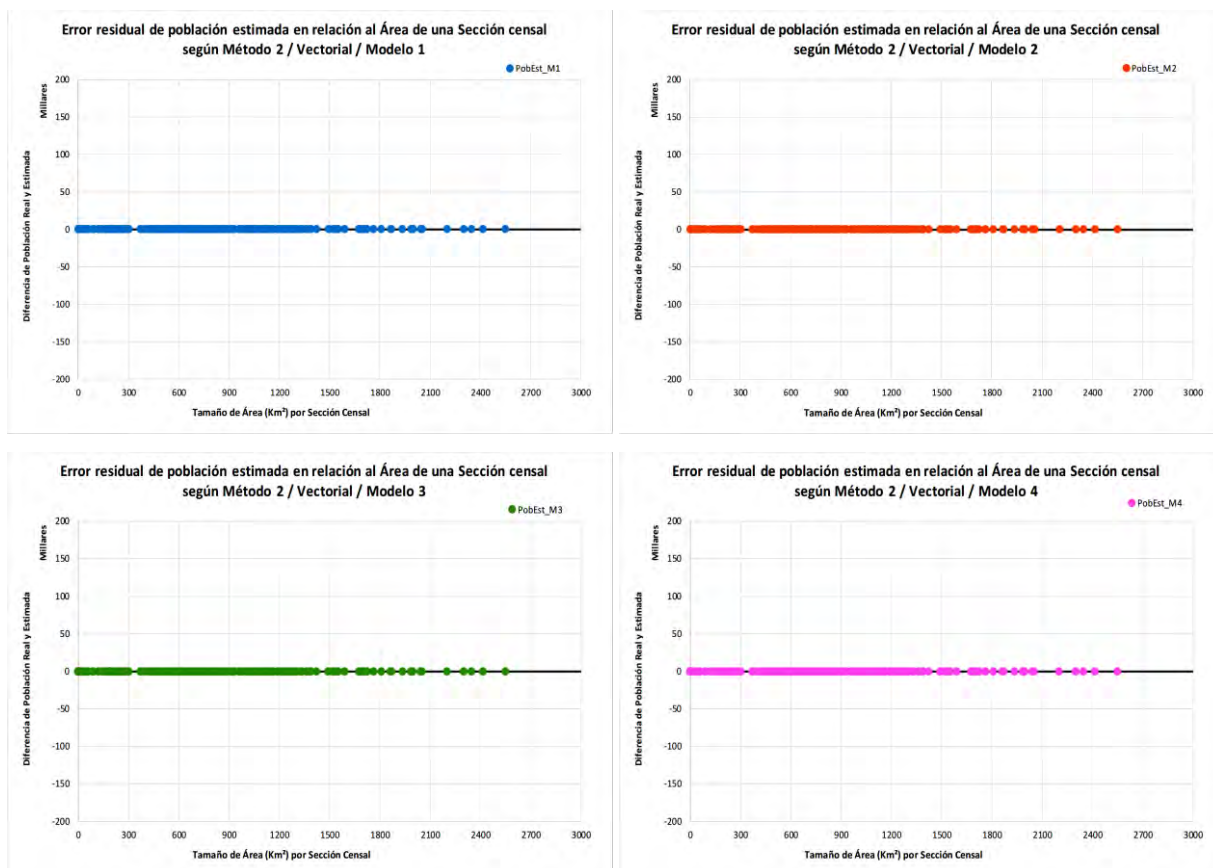 Error residual de población estimada en relación al Área de una Sección censal
según Método 2 / Vectorial / Modelo 1
PobEst_M1
Millares
Diferencia de Población Real y Estimada
200
150
100
50
0
-50
-100
-150
-200
0 300 600 900 1200 1500 1800 2100 2400 2700 3000
Tamaño de Área (Km²) por Sección Censal
Error residual de población estimada en relación al Área de una Sección censal
según Método 2 / Vectorial / Modelo 2
PobEst_M2
Millares
Diferencia de Población Real y Estimada
200
150
100
50
0
-50
-100
-150
-200
0 300 600 900 1200 1500 1800 2100 2400 2700 3000
Tamaño de Área (Km²) por Sección Censal
Error residual de población estimada en relación al Área de una Sección censal
según Método 2 / Vectorial / Modelo 3
PobEst_M3
Millares
Diferencia de Población Real y Estimada
200
150
100
50
0
-50
-100
-150
-200
0 300 600 900 1200 1500 1800 2100 2400 2700 3000
Tamaño de Área (Km²) por Sección Censal
Error residual de población estimada en relación al Área de una Sección censal
según Método 2 / Vectorial / Modelo 4
PobEst_M4
Millares
Diferencia de Población Real y Estimada
200
150
100
50
0
-50
-100
-150
-200
0 300 600 900 1200 1500 1800 2100 2400 2700 3000
Tamaño de Área (Km²) por Sección Censal